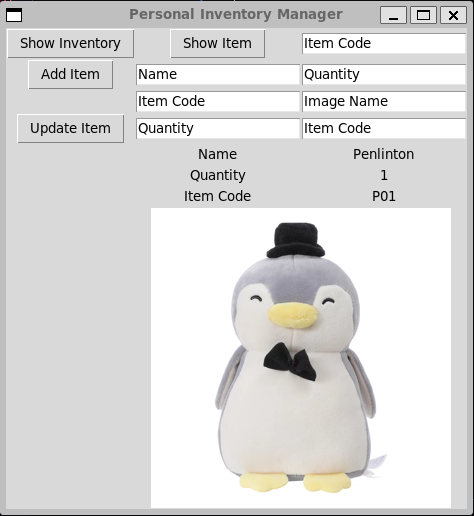 Personal Inventory Manager
Show Inventory Show Item Item Code
Add Item Name Quantity
Item Code Image Name
Update Item Quantity Item Code
Name Penlinton
Quantity 1
Item Code P01